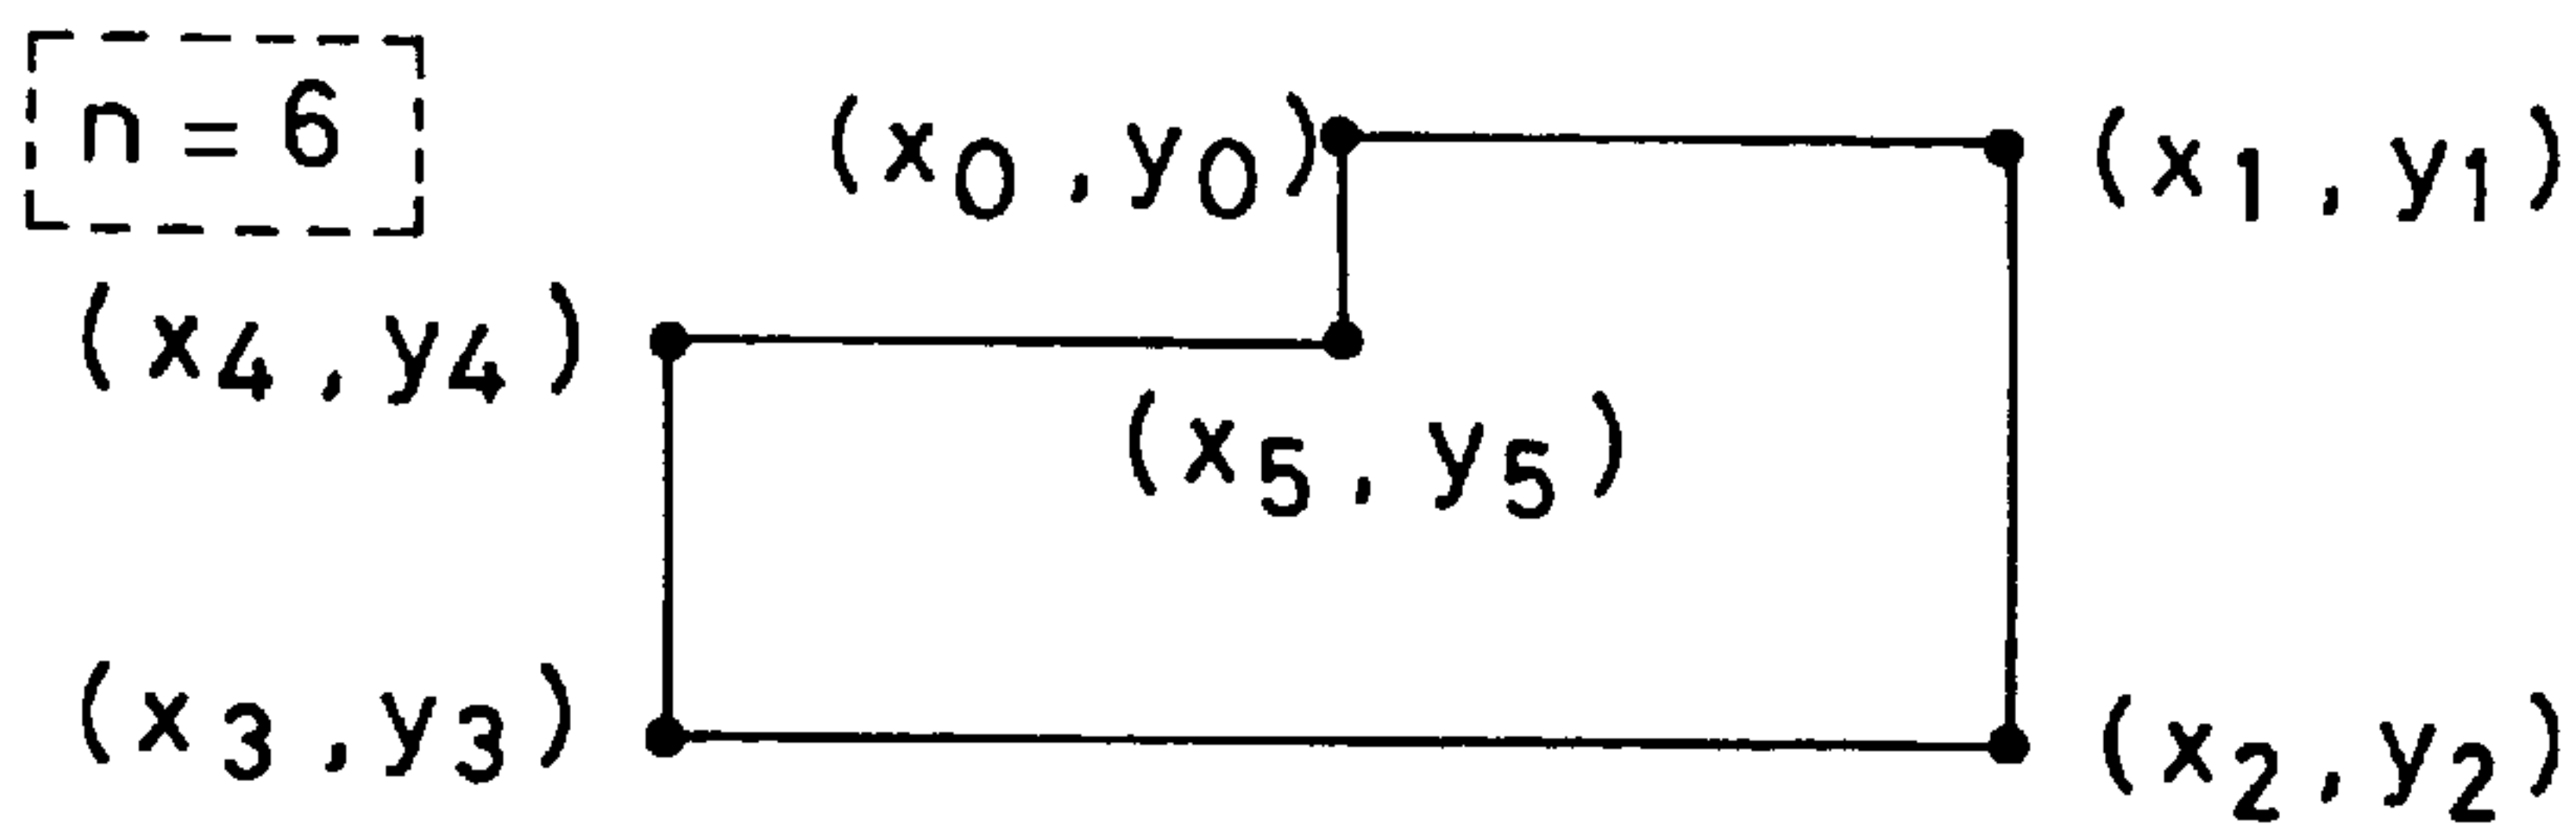 n = 6
(x0, y0) (x1, y1)
(x4, y4)
(x5, y5)
(x3, y3) (x2, y2)